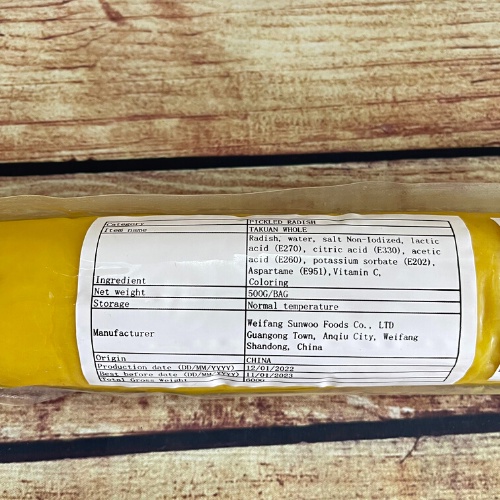 Category PICKLED RADISH
Item name TAKUAN WHOLE
Radish, water, salt Non-Iodized, lactic
acid (E270), citric acid (E330), acetic
acid (E260), potassium sorbate (E202),
Aspartame (E951),Vitamin C,
Ingredient Coloring
Net weight 500G/BAG
Storage Normal temperature
Weifang Sunwoo Foods Co., LTD
Manufacturer Guangong Town, Anqiu City, Weifang
Shandong, China
Origin CHINA
Production date (DD/MM/YYYY) 12/01/2022
Best before date (DD/MM/YYYY) 11/01/2023
Total Gross Weight